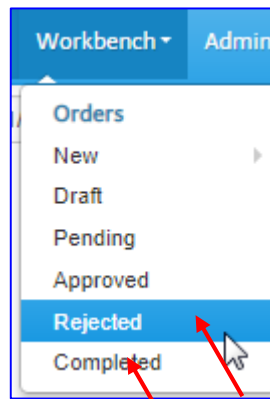 Workbench Admin
Orders
New
Draft
Pending
Approved
Rejected
Completed